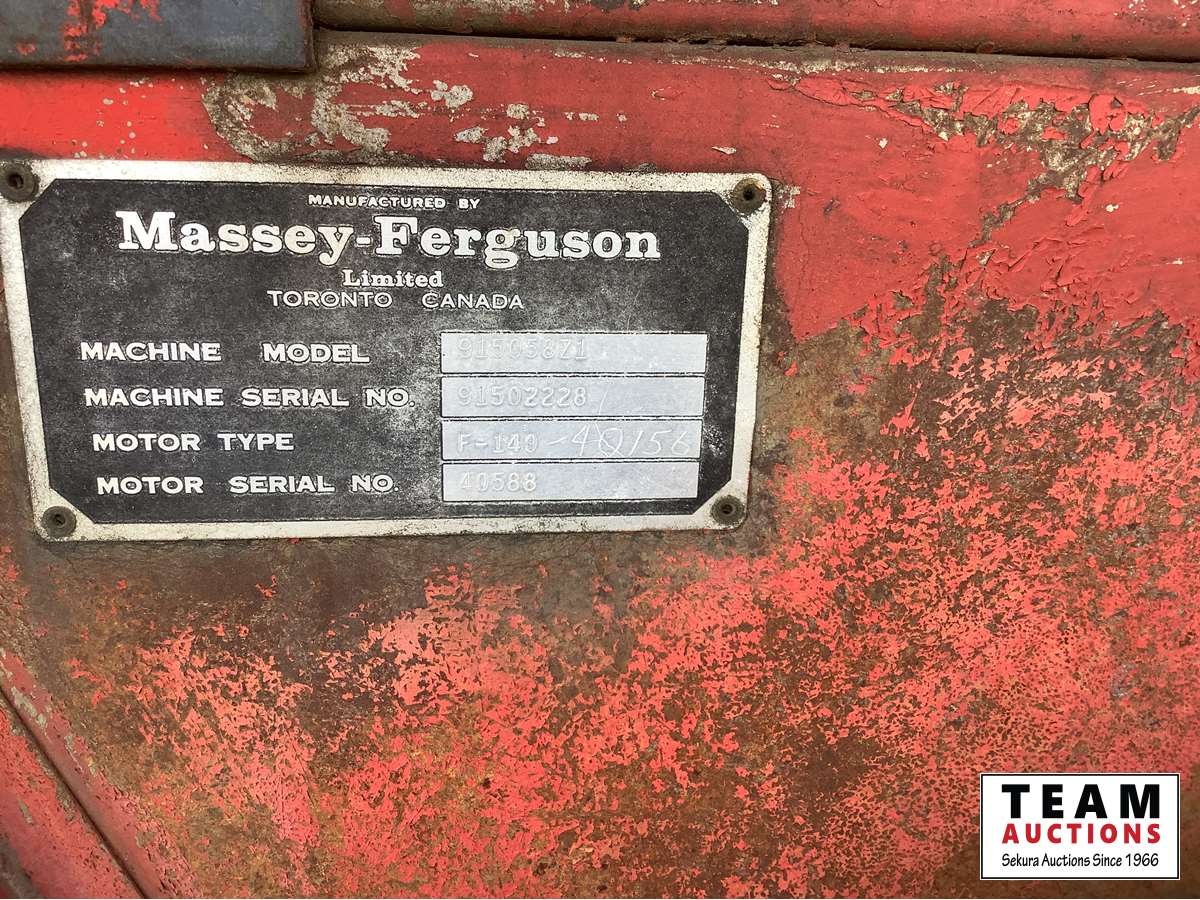 MANUFACTURED BY
Massey-Ferguson
Limited
TORONTO CANADA
MACHINE MODEL 915058Z1
MACHINE SERIAL NO. 91502228
MOTOR TYPE F-140 -4Q156
MOTOR SERIAL NO. 40588
TEAM
AUCTIONS
Sekura Auctions Since 1966